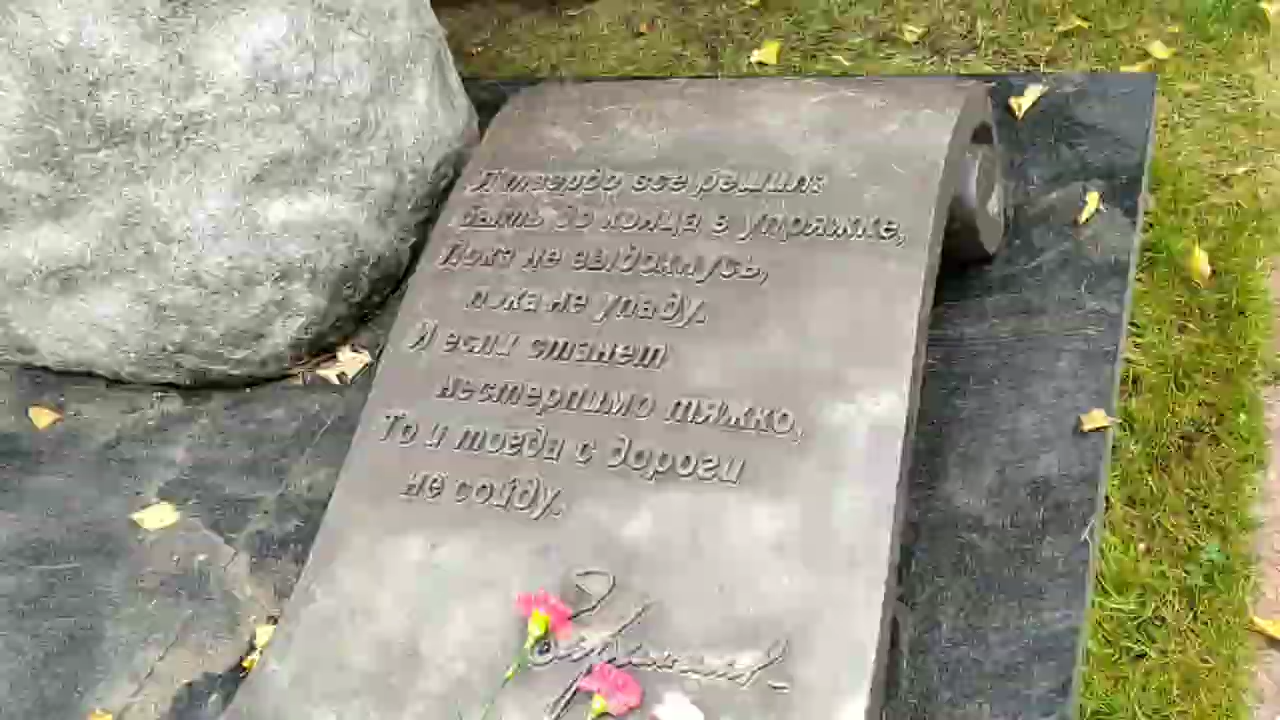 Я твердо все решил:
быть до конца в упряжке,
Пока не выдохнусь,
пока не упаду.
И если станет
нестерпимо тяжко,
То и тогда с дороги
не сойду.